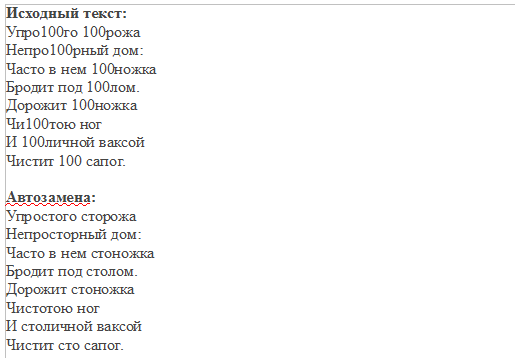 Исходный текст:
Упро100го 100рожа
Непро100рный дом:
Часто в нем 100ножка
Бродит под 100лом.
Дорожит 100ножка
Чи100тою ног
И 100личной ваксой
Чистит 100 сапог.
Автозамена:
Упростого сторожа
Непросторный дом:
Часто в нем стоножка
Бродит под столом.
Дорожит стоножка
Чистотою ног
И столичной ваксой
Чистит сто сапог.